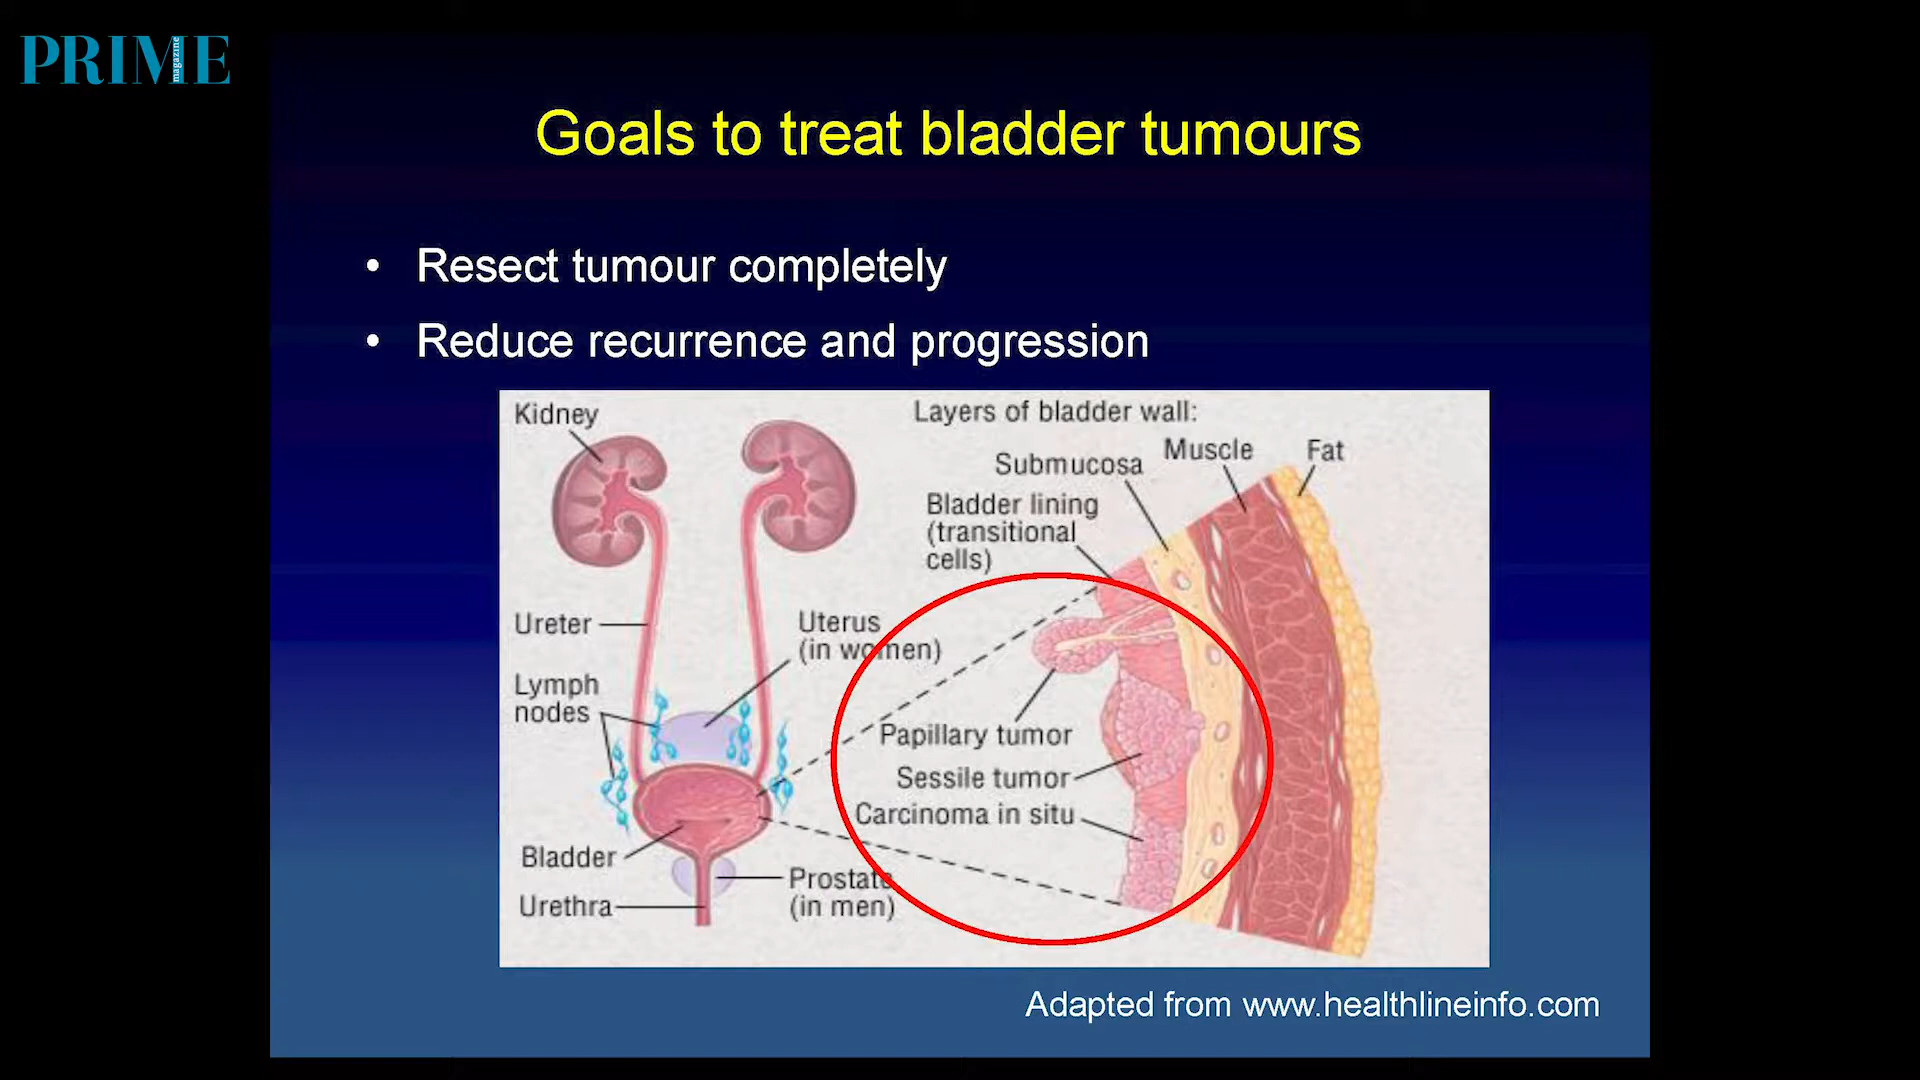 PRIME
magazine
Goals to treat bladder tumours
• Resect tumour completely
• Reduce recurrence and progression
Kidney
Layers of bladder wall:
Submucosa
Muscle
Fat
Bladder lining
(transitional
cells)
Ureter
Uterus
(in women)
Lymph
nodes
Papillary tumor
Sessile tumor
Carcinoma in situ
Bladder
Prostate
(in men)
Urethra
Adapted from www.healthlineinfo.com